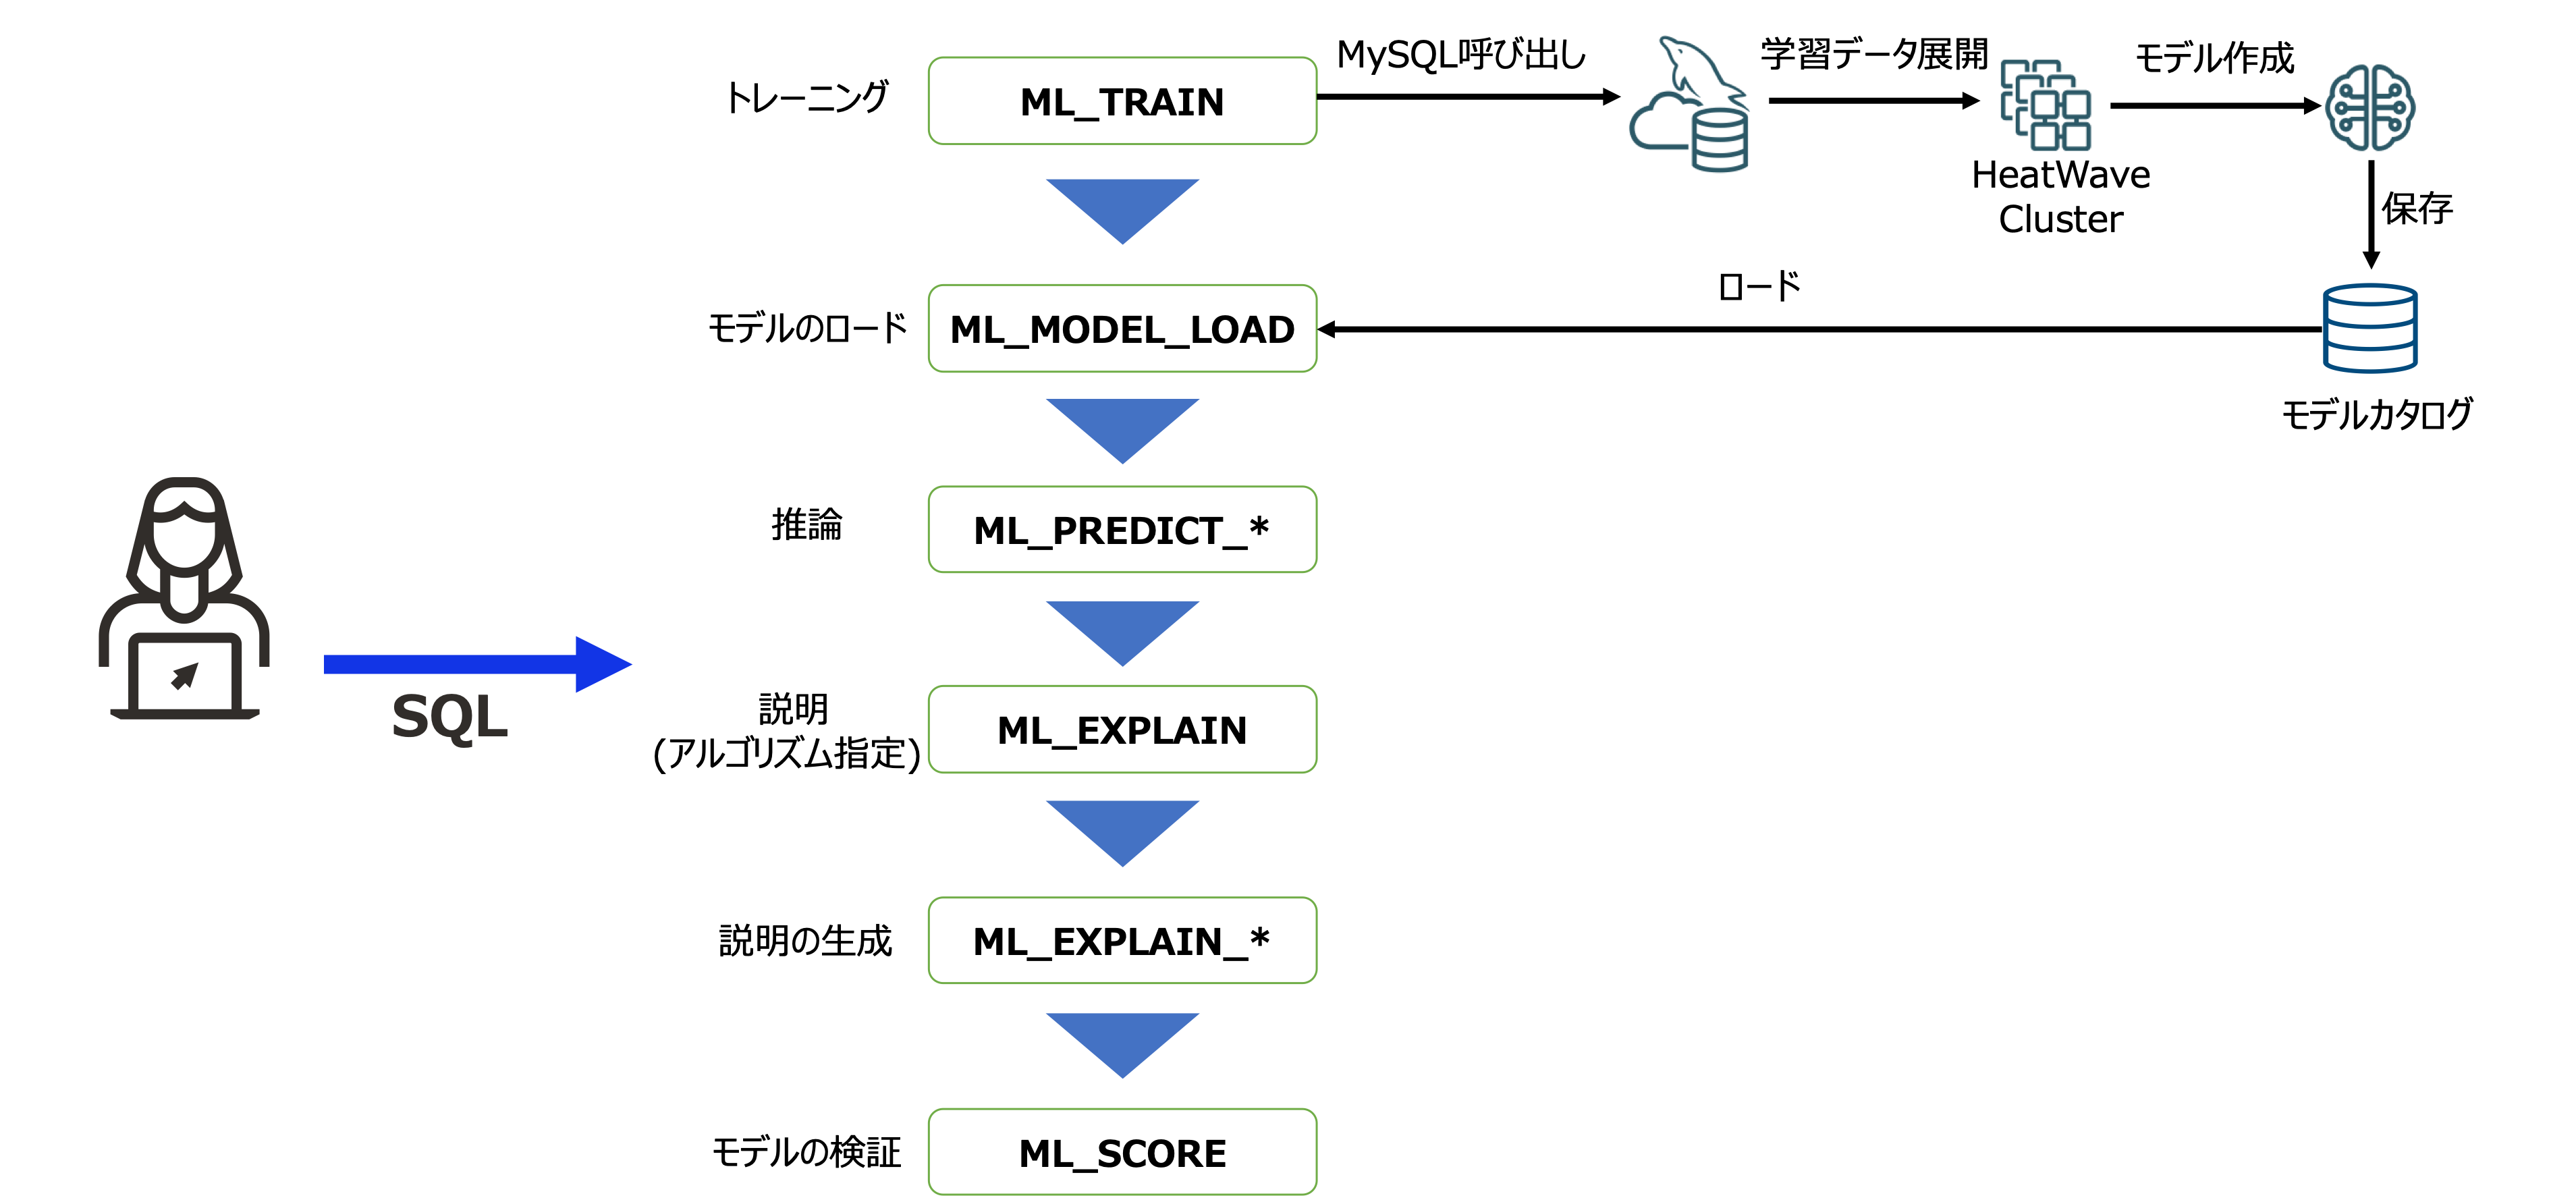 トレーニング
ML_TRAIN
MySQL呼び出し
学習データ展開
モデル作成
HeatWave
Cluster
保存
モデルのロード
ML_MODEL_LOAD
ロード
モデルカタログ
推論
ML_PREDICT_*
SQL
説明
(アルゴリズム指定)
ML_EXPLAIN
説明の生成
ML_EXPLAIN_*
モデルの検証
ML_SCORE